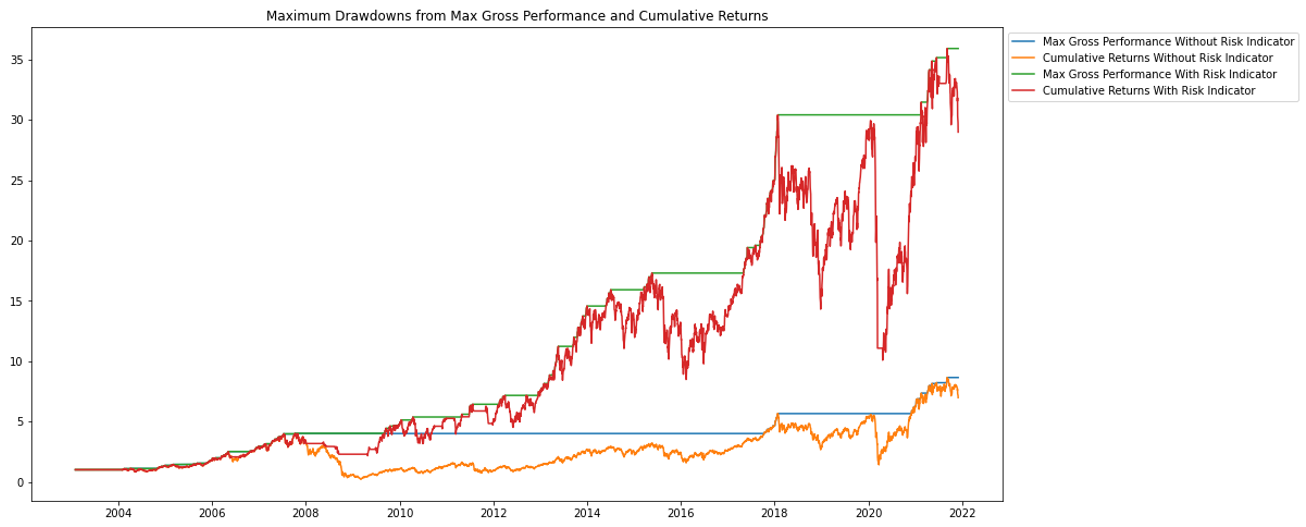 Maximum Drawdowns from Max Gross Performance and Cumulative Returns
Max Gross Performance Without Risk Indicator
Cumulative Returns Without Risk Indicator
Max Gross Performance With Risk Indicator
Cumulative Returns With Risk Indicator
35
30
25
20
15
10
5
0
2004 2006 2008 2010 2012 2014 2016 2018 2020 2022